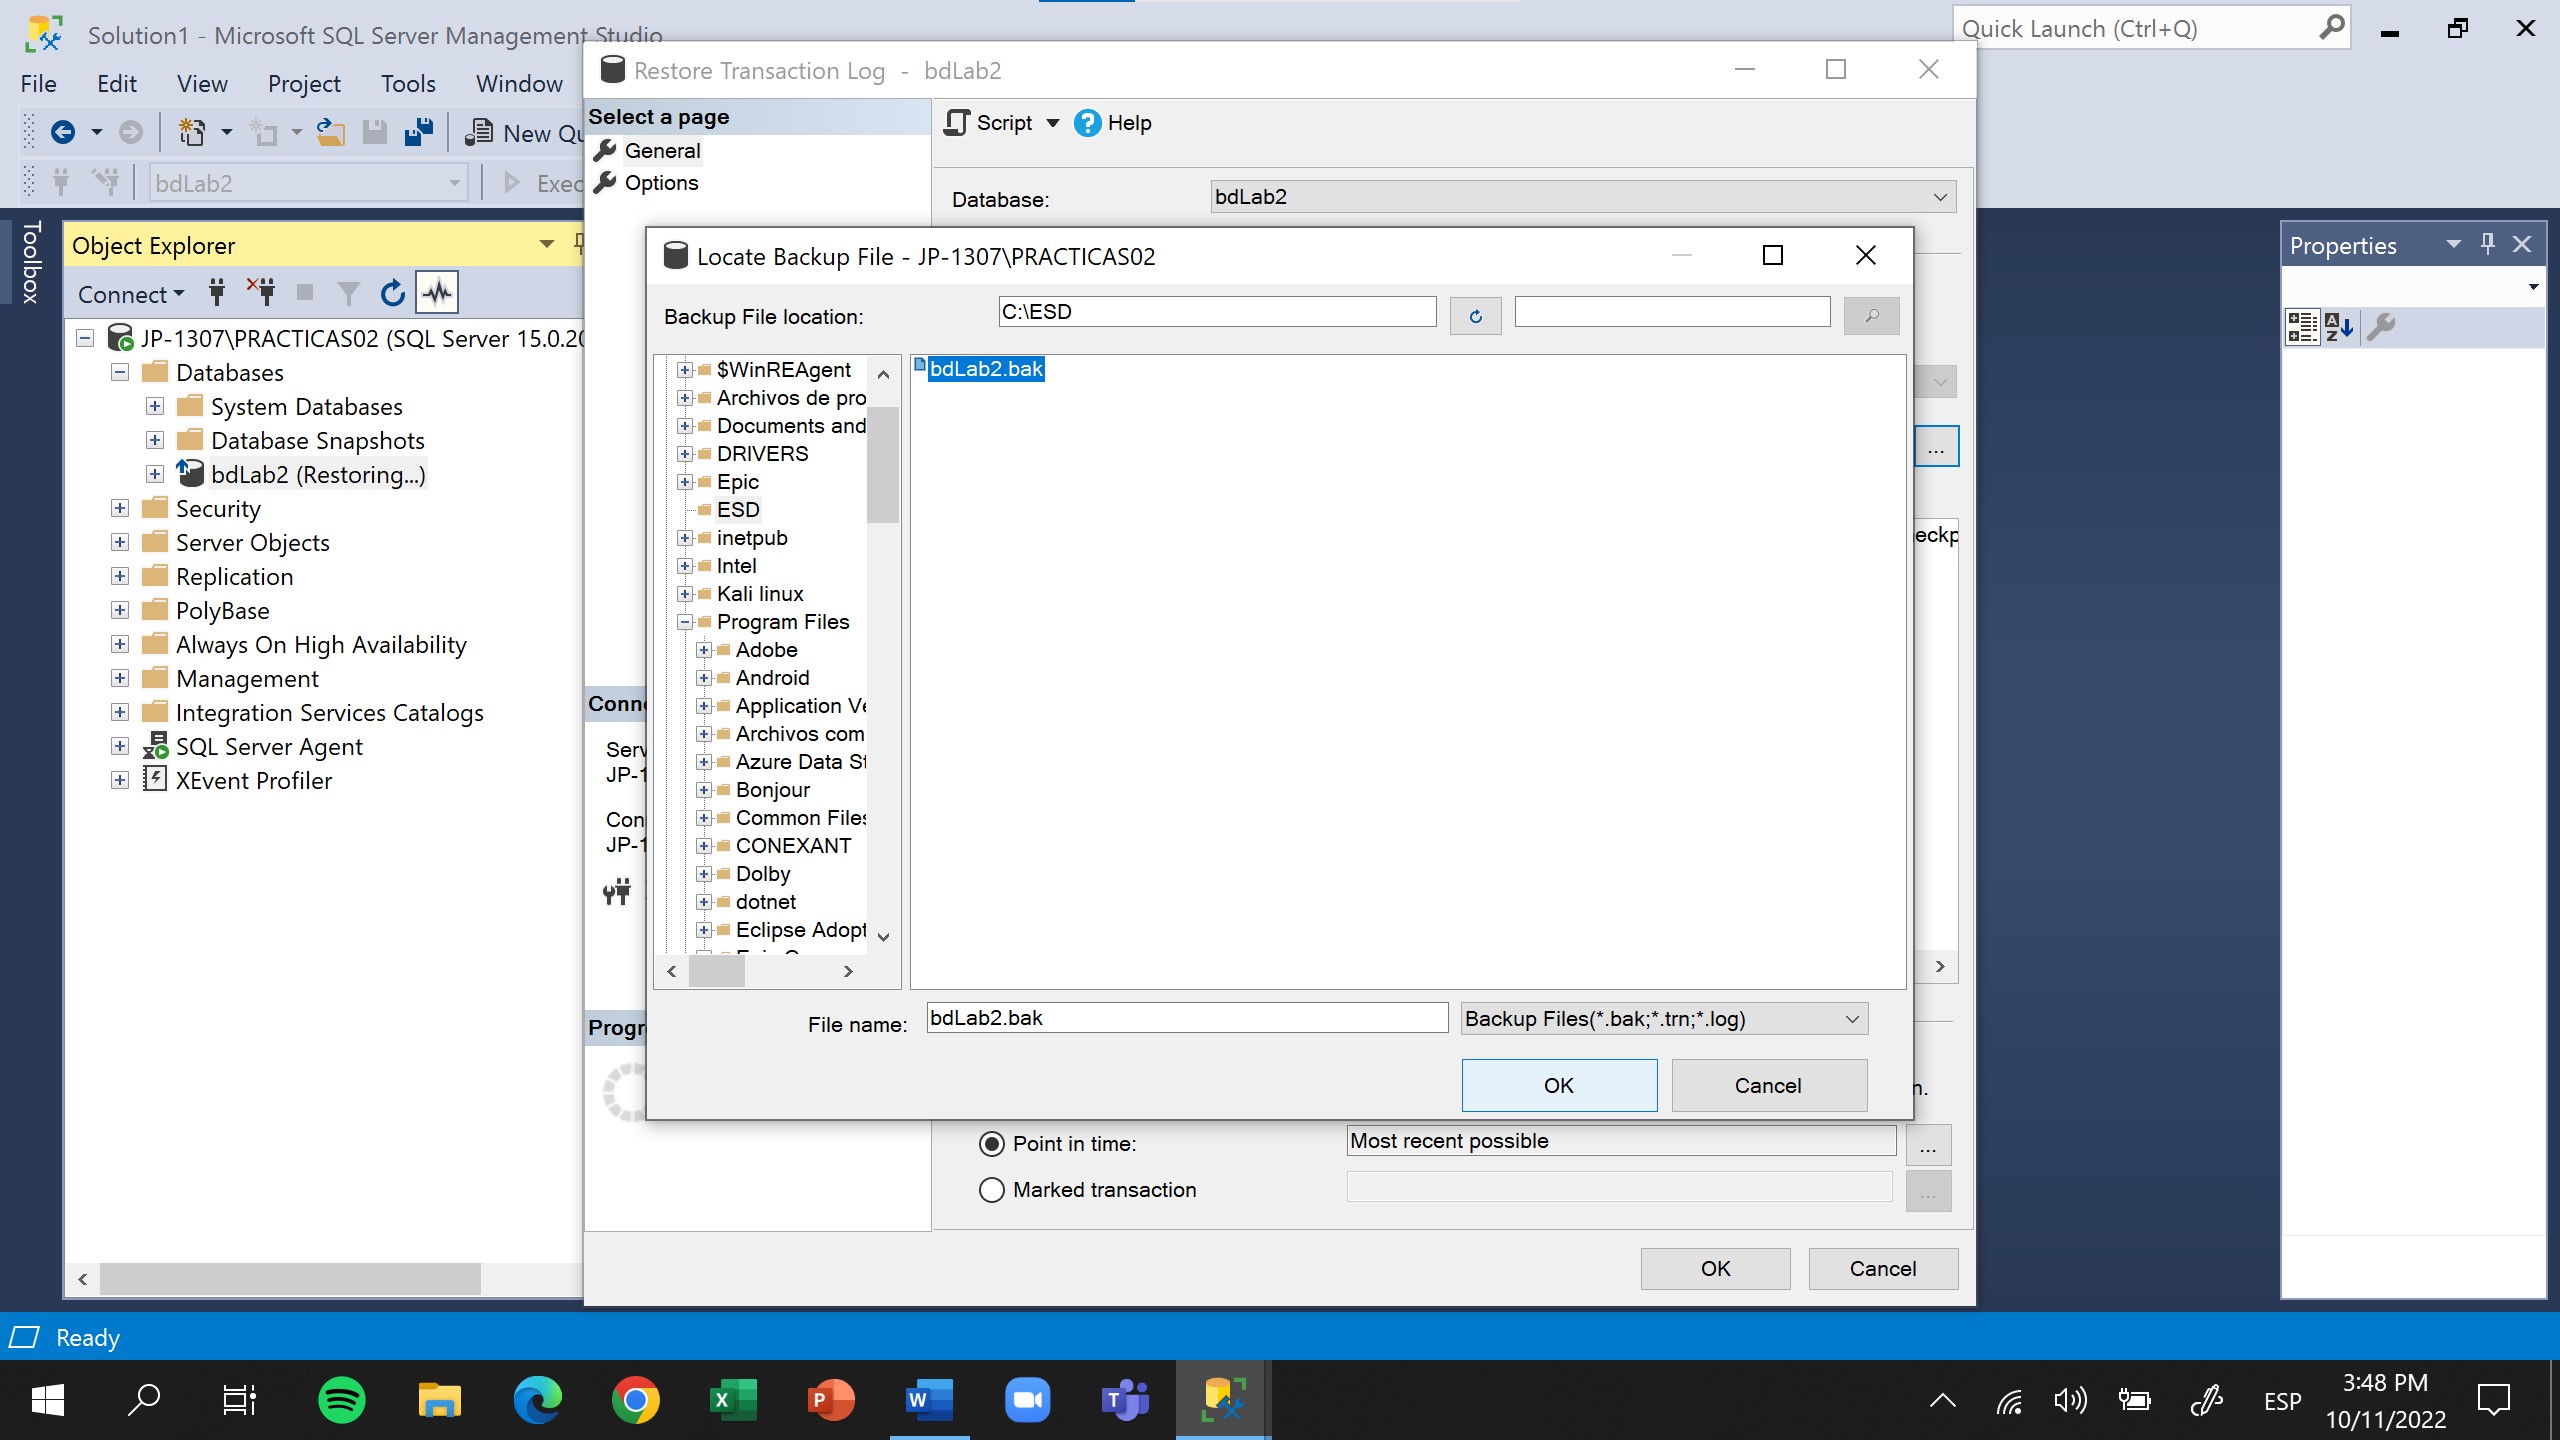 Solution1 - Microsoft SQL Server Management Studio
Quick Launch (Ctrl+Q)
File Edit View Project Tools Window
New Qu
bdLab2
Exec
Toolbox
Object Explorer
Connect
JP-1307\PRACTICAS02 (SQL Server 15.0.20
Databases
System Databases
Database Snapshots
bdLab2 (Restoring...)
Security
Server Objects
Replication
PolyBase
Always On High Availability
Management
Integration Services Catalogs
SQL Server Agent
XEvent Profiler
Restore Transaction Log - bdLab2
Select a page
General
Options
Script Help
Database: bdLab2
Conne
Serv
JP-1
Con
JP-1
Progr
eckp
...
n.
Locate Backup File - JP-1307\PRACTICAS02
Backup File location: C:\ESD
$WinREAgent
Archivos de pro
Documents and
DRIVERS
Epic
ESD
inetpub
Intel
Kali linux
Program Files
Adobe
Android
Application Ve
Archivos com
Azure Data St
Bonjour
Common Files
CONEXANT
Dolby
dotnet
Eclipse Adopt
bdLab2.bak
File name: bdLab2.bak Backup Files(*.bak;*.trn;*.log)
OK Cancel
Point in time: Most recent possible ...
Marked transaction ...
OK Cancel
Properties
Ready
ESP
3:48 PM
10/11/2022